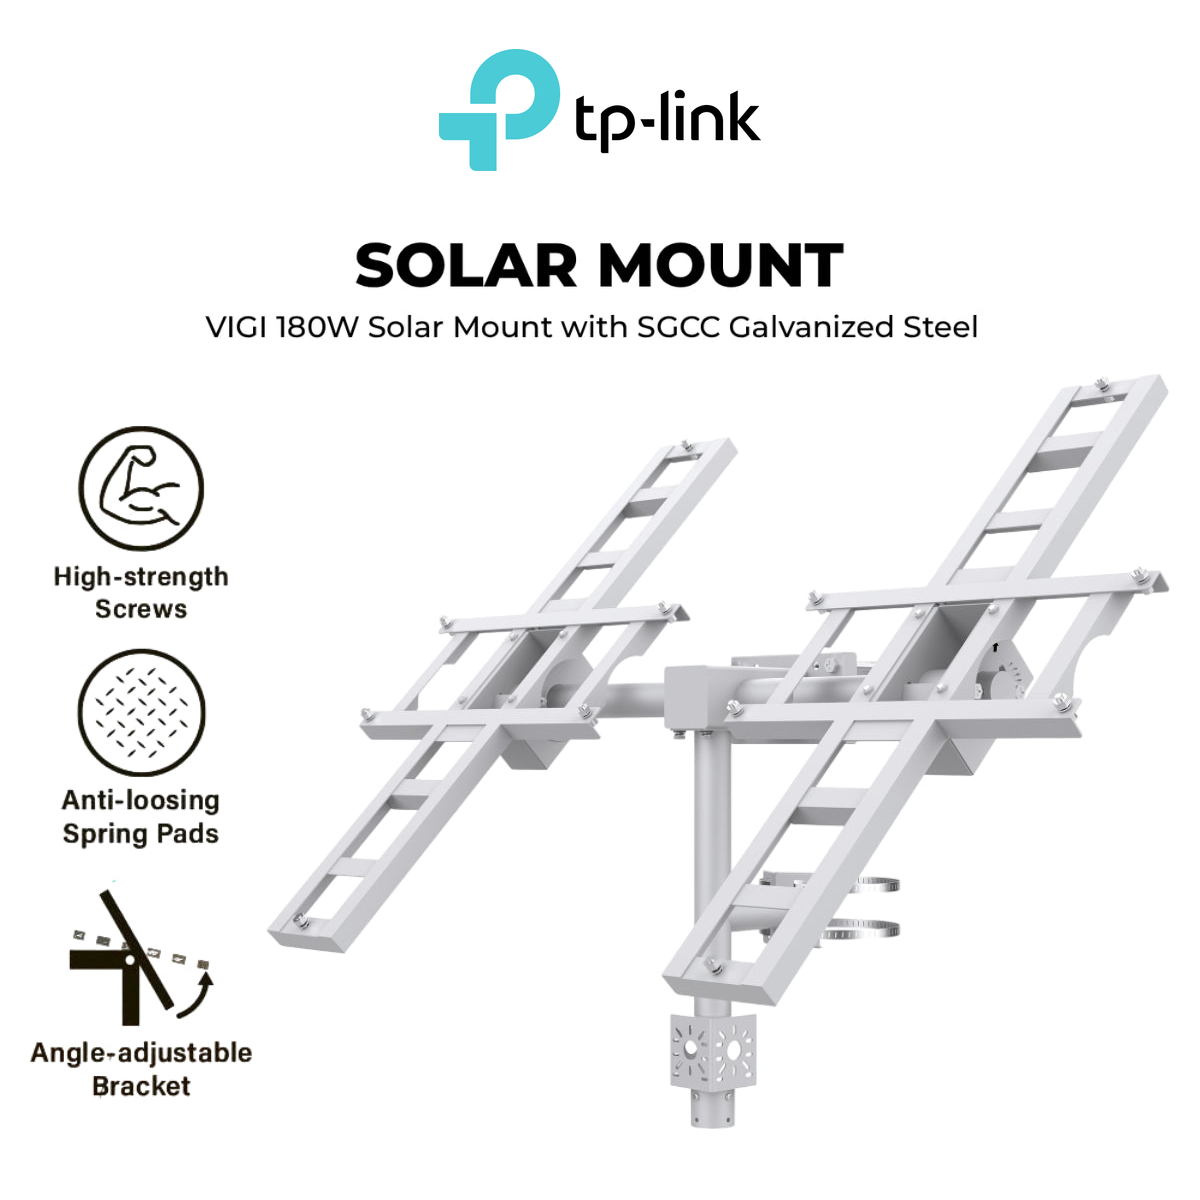 tp-link
SOLAR MOUNT
VIGI 180W Solar Mount with SGCC Galvanized Steel
High-strength
Screws
Anti-loosing
Spring Pads
Angle-adjustable
Bracket